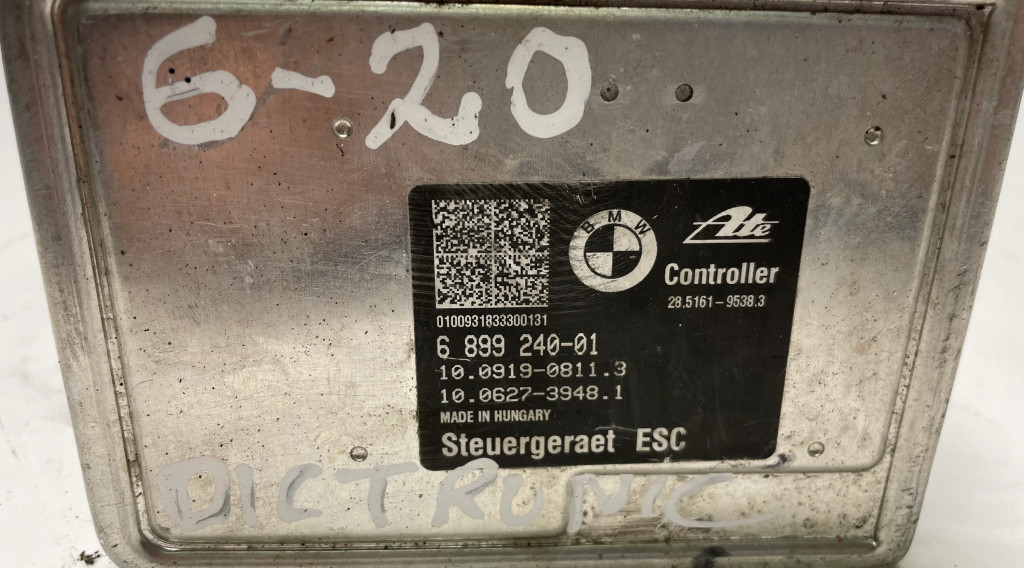 6-20
BMW
Ate
Controller
28.5161-9538.3
0100931833300131
6 899 240-01
10.0919-0811.3
10.0627-3948.1
MADE IN HUNGARY
Steuergeraet ESC
DICTRONIC